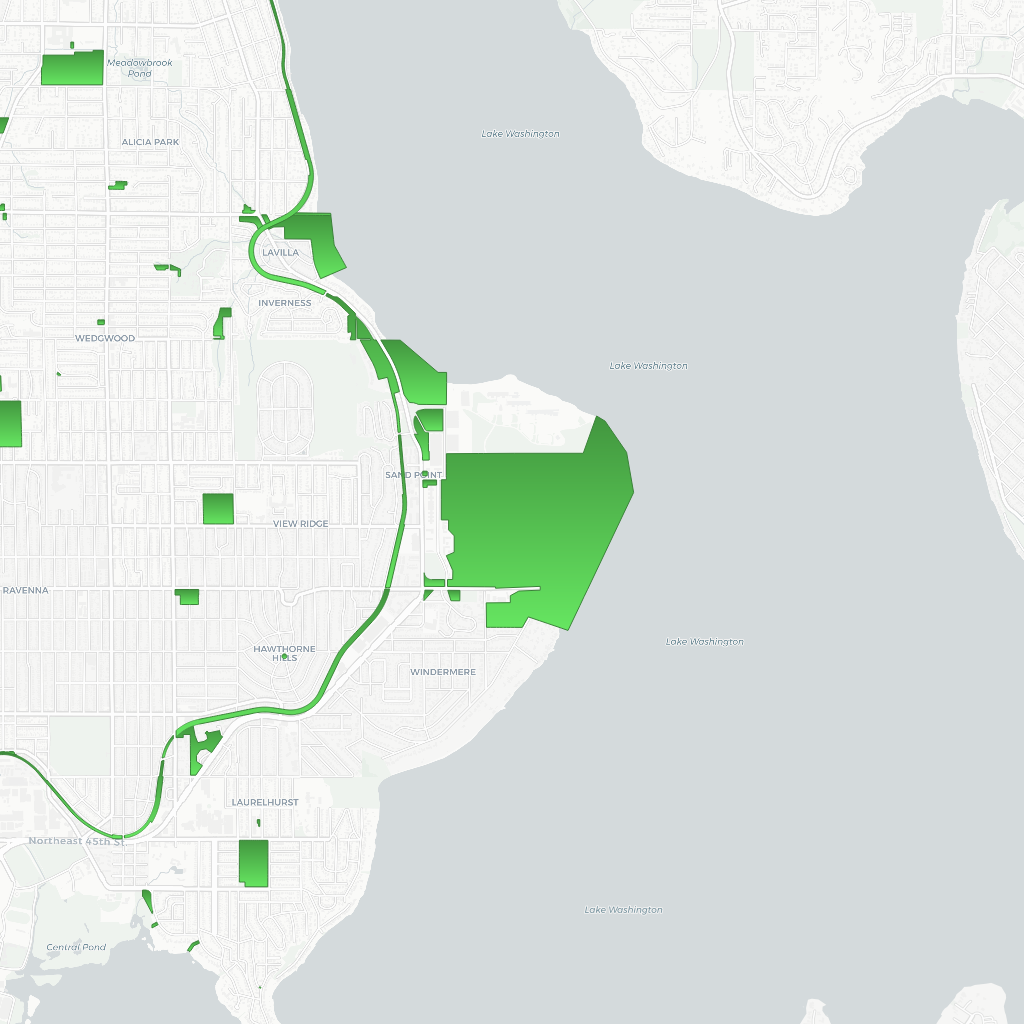 Meadowbrook
Pond
Lake Washington
ALICIA PARK
LAVILLA
INVERNESS
WEDGWOOD
Lake Washington
SAND POINT
VIEW RIDGE
RAVENNA
HAWTHORNE
HILLS
Lake Washington
WINDERMERE
LAURELHURST
Northeast 45th St
Lake Washington
Central Pond